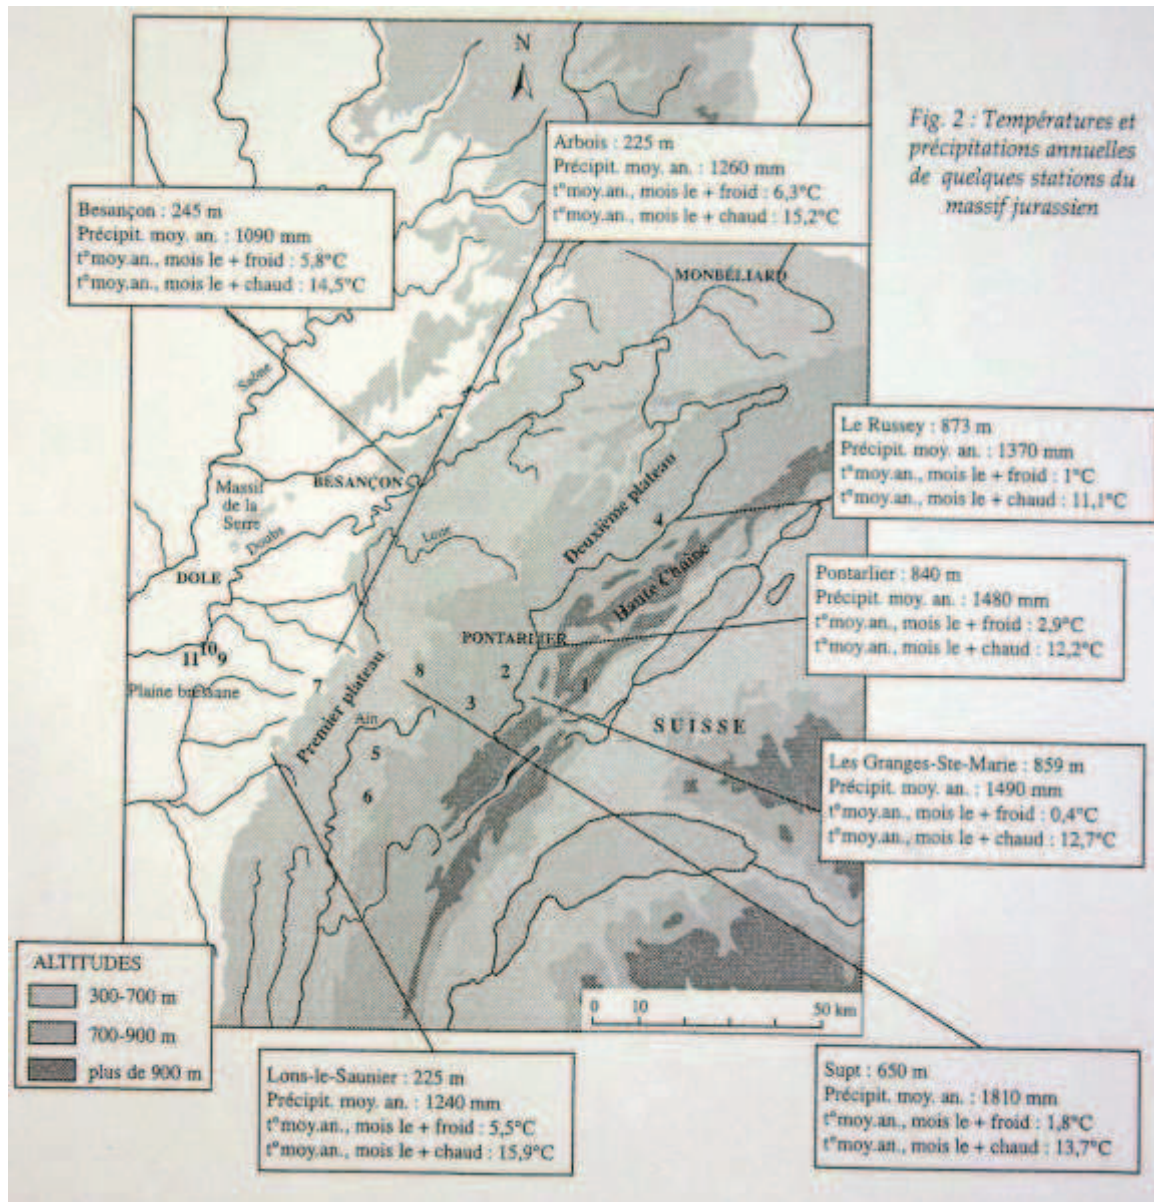 N
Fig. 2 : Températures et
précipitations annuelles
de quelques stations du
massif jurassien
Arbois : 225 m
Précipit. moy. an. : 1260 mm
t°moy.an., mois le + froid : 6,3°C
t°moy.an., mois le + chaud : 15,2°C
Besançon : 245 m
Précipit. moy. an. : 1090 mm
t°moy.an., mois le + froid : 5,8°C
t°moy.an., mois le + chaud : 14,5°C
MONBÉLIARD
Saône
Le Russey : 873 m
Précipit. moy. an. : 1370 mm
t°moy.an., mois le + froid : 1°C
t°moy.an., mois le + chaud : 11,1°C
BESANÇON
Massif
de la
Serre
Doubs
Loue
Deuxième plateau
4
Haute Chaîne
DOLE
Pontarlier : 840 m
Précipit. moy. an. : 1480 mm
t°moy.an., mois le + froid : 2,9°C
t°moy.an., mois le + chaud : 12,2°C
PONTARLIER
11 10 9
Plaine bressane
7
Premier plateau
8
2
3
1
SUISSE
Ain
5
6
Les Granges-Ste-Marie : 859 m
Précipit. moy. an. : 1490 mm
t°moy.an., mois le + froid : 0,4°C
t°moy.an., mois le + chaud : 12,7°C
ALTITUDES
300-700 m
700-900 m
plus de 900 m
0 10 50 km
Lons-le-Saunier : 225 m
Précipit. moy. an. : 1240 mm
t°moy.an., mois le + froid : 5,5°C
t°moy.an., mois le + chaud : 15,9°C
Supt : 650 m
Précipit. moy. an. : 1810 mm
t°moy.an., mois le + froid : 1,8°C
t°moy.an., mois le + chaud : 13,7°C